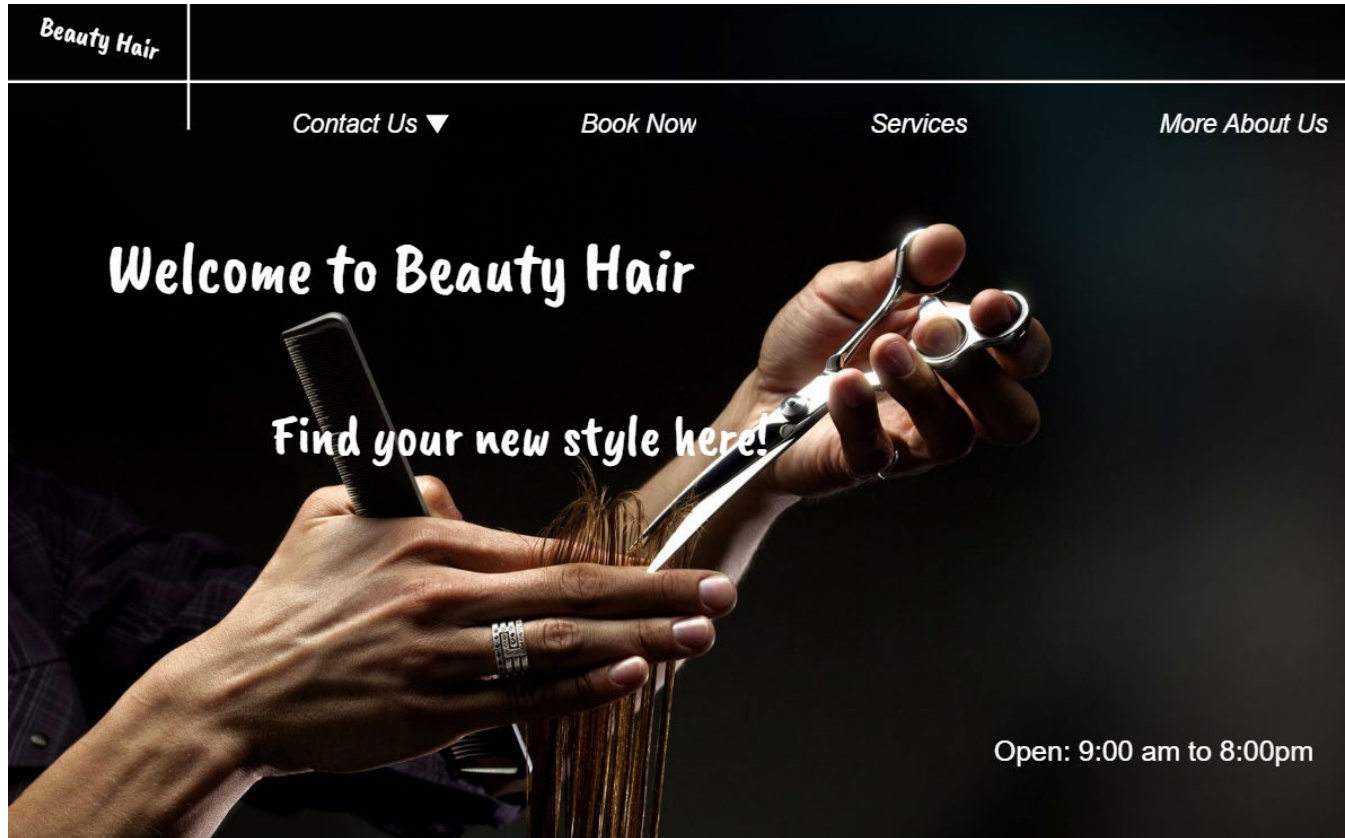 Beauty Hair
Contact Us ▼ Book Now Services More About Us
Welcome to Beauty Hair
Find your new style here!
Open: 9:00 am to 8:00pm